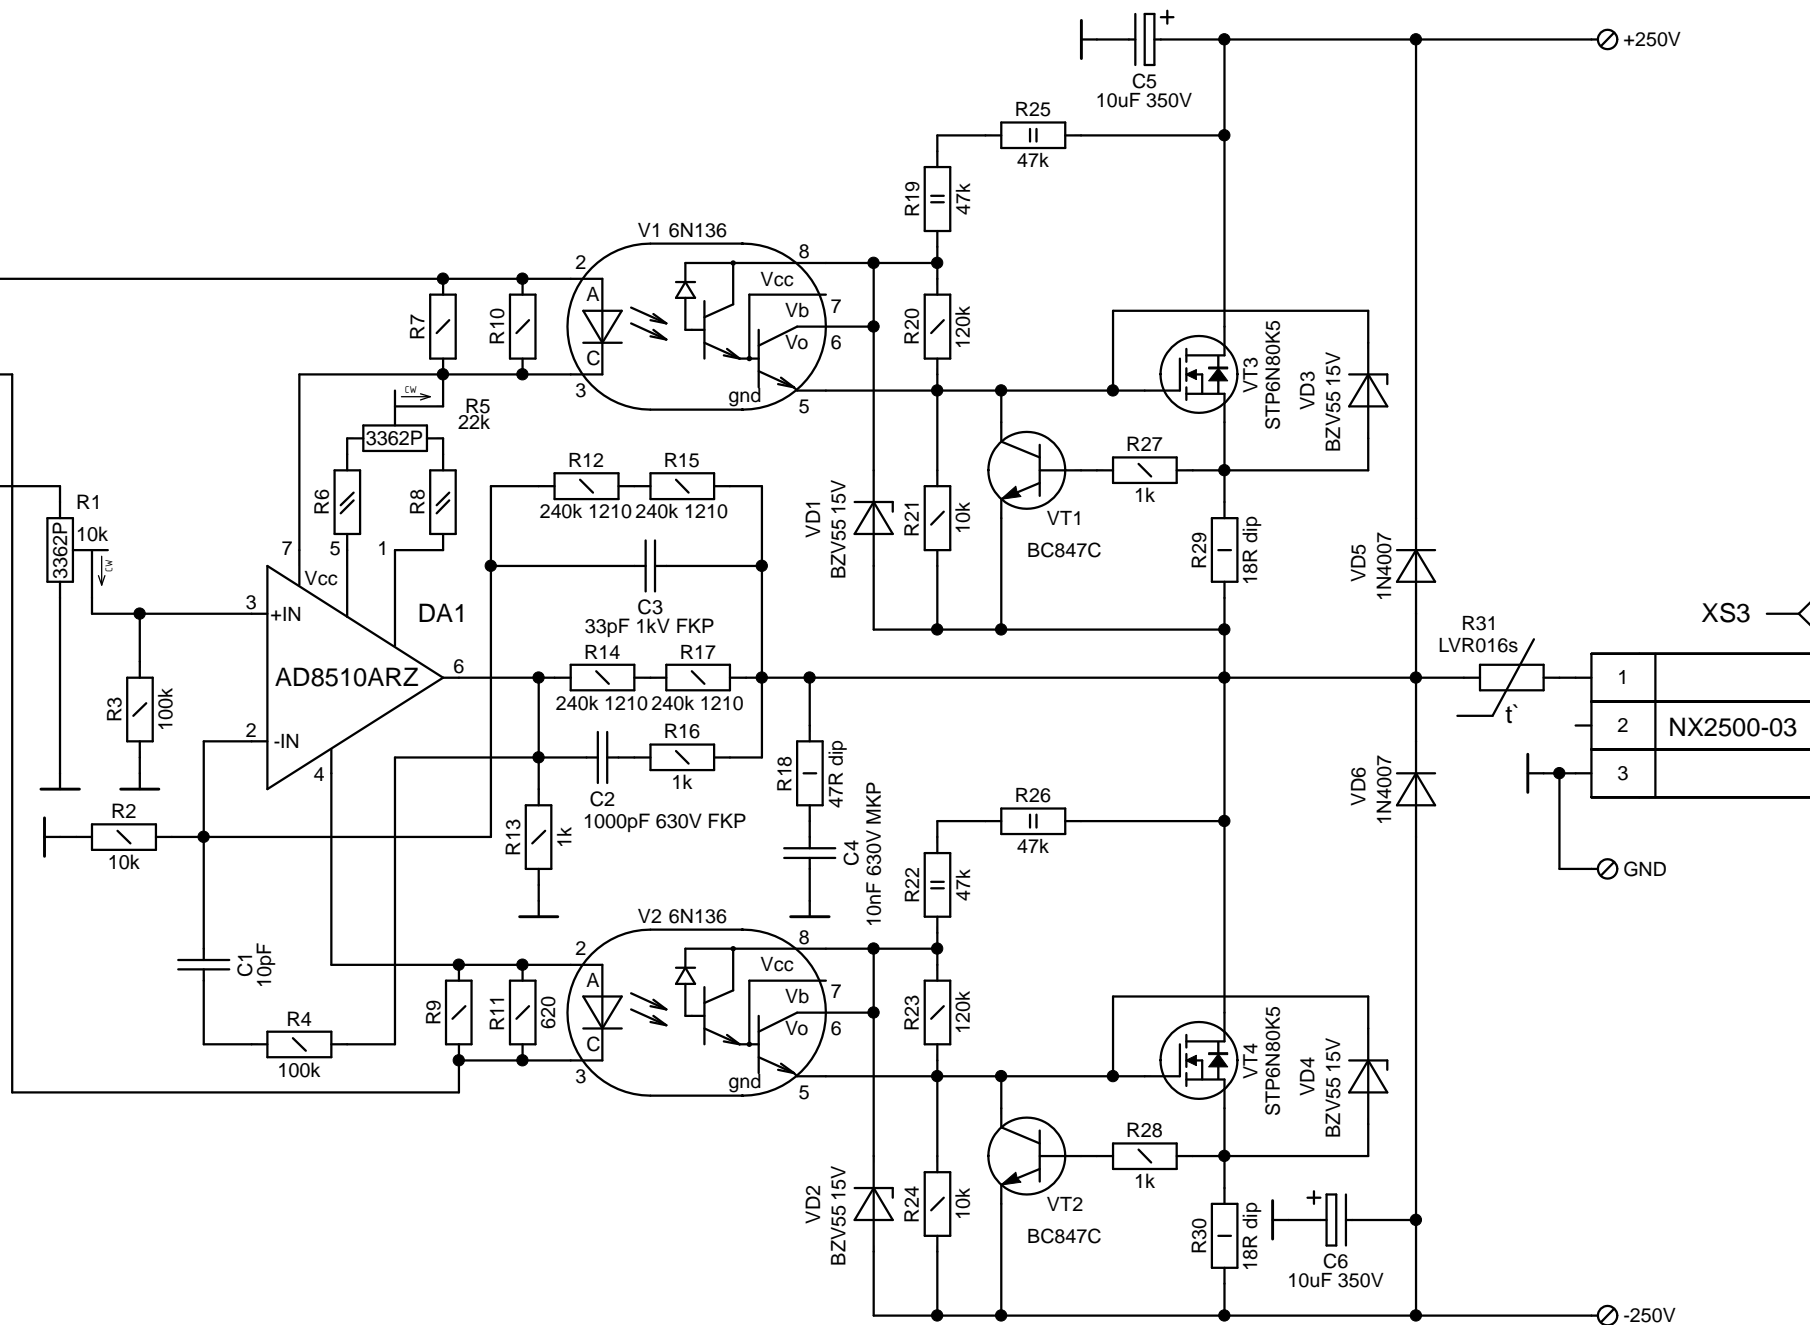 +
+250V
C5
10uF 350V
R25
47k
R19
47k
V1 6N136
2
8
A
Vcc
7
Vb
Vo
6
C
3
gnd
5
R7
R10
R20
120k
CW
R5
22k
3362P
R6
R8
VT3
STP6N80K5
VD3
BZV55 15V
R12
R15
240k 1210
240k 1210
R27
1k
VT1
BC847C
VD1
BZV55 15V
R21
10k
R29
18R dip
R1
10k
3362P
CW
7
5
1
Vcc
3
+IN
DA1
C3
33pF 1kV FKP
VD5
1N4007
XS3
R31
LVR016s
t`
AD8510ARZ
6
R14
R17
240k 1210
240k 1210
1
2
NX2500-03
3
R3
100k
2
-IN
4
R16
1k
C2
1000pF 630V FKP
R18
47R dip
VD6
1N4007
R2
10k
R13
1k
C4
10nF 630V MKP
R26
47k
R22
47k
GND
V2 6N136
2
8
A
Vcc
7
Vb
Vo
6
C
3
gnd
5
C1
10pF
R9
R11
620
R23
120k
R4
100k
VT4
STP6N80K5
VD4
BZV55 15V
R28
1k
VT2
BC847C
VD2
BZV55 15V
R24
10k
R30
18R dip
+
C6
10uF 350V
-250V